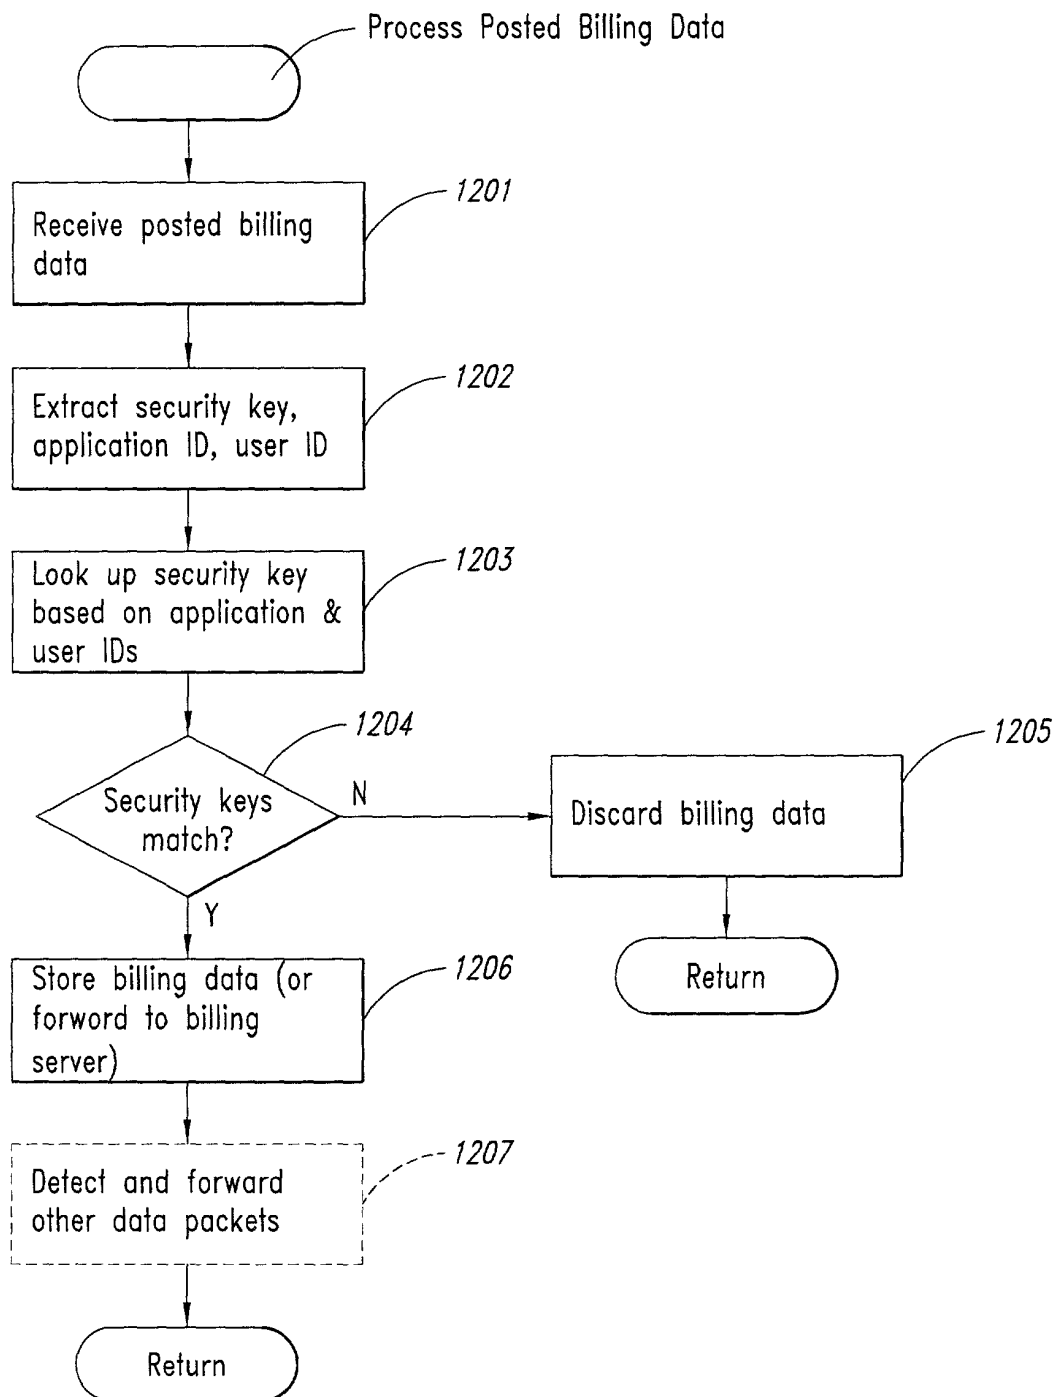 Process Posted Billing Data
1201
Receive posted billing
data
1202
Extract security key,
application ID, user ID
1203
Look up security key
based on application &
user IDs
1204
Security keys
match?
N
1205
Discard billing data
Return
Y
1206
Store billing data (or
forword to billing
server)
1207
Detect and forward
other data packets
Return